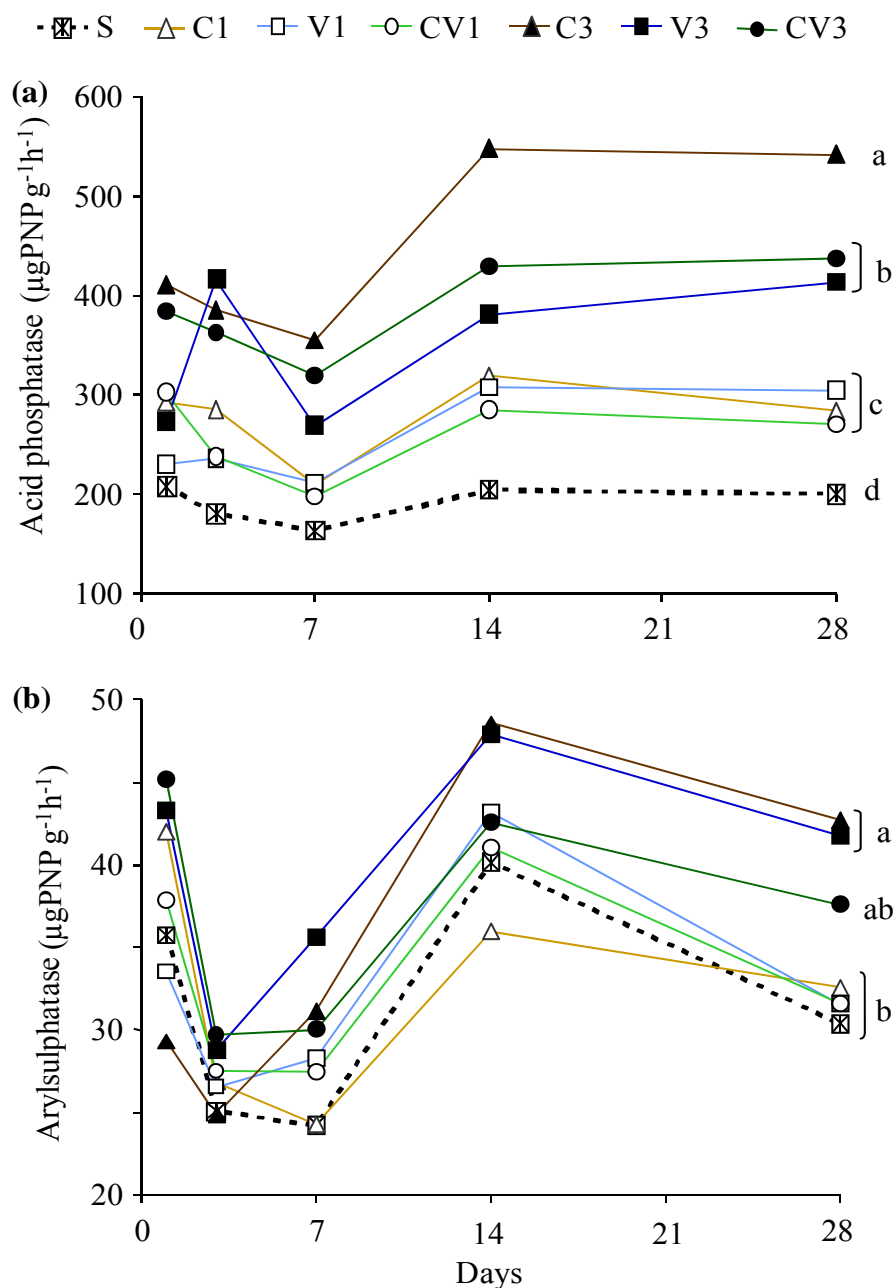 S C1 V1 CV1 C3 V3 CV3
(a)
Acid phosphatase (µgPNP g⁻¹h⁻¹)
600
500
400
300
200
100
a
b
c
d
0 7 14 21 28
(b)
Arylsulphatase (µgPNP g⁻¹h⁻¹)
50
40
30
20
a
ab
b
0 7 14 21 28
Days